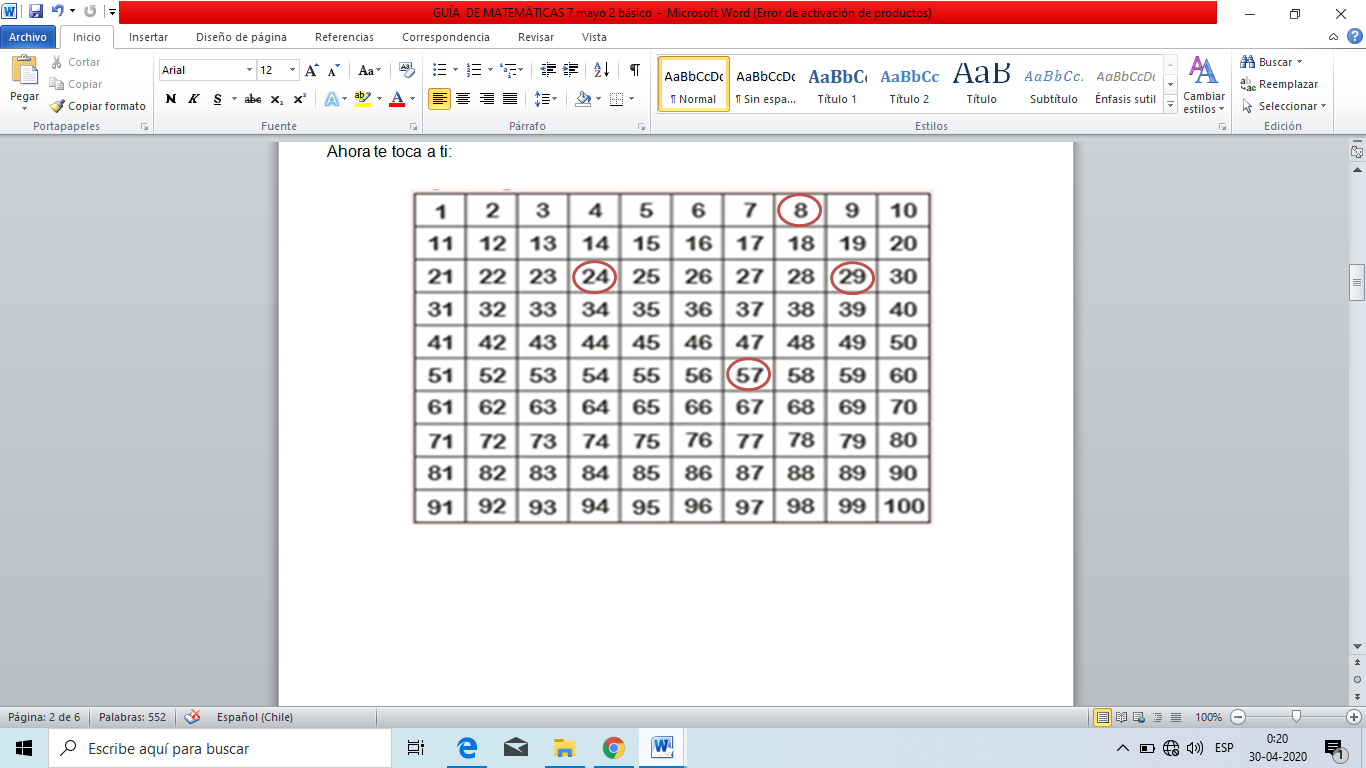 GUÍA  DE MATEMÁTICAS 7 mayo 2 básico  -  Microsoft Word (Error de activación de productos)
Archivo Inicio Insertar Diseño de página Referencias Correspondencia Revisar Vista
Pegar Cortar
Copiar
Copiar formato
Portapapeles
Arial 12 Aa
N K S abc x₂ x² A ab A
Fuente
Párrafo
AaBbCcDc AaBbCcDc AaBbC AaBbCc AaB AaBbCc. AaBbCcDc
¶ Normal ¶ Sin espa... Título 1 Título 2 Título Subtítulo Énfasis sutil
Cambiar estilos
Estilos
Buscar
Reemplazar
Seleccionar
Edición
Ahora te toca a ti:
1 2 3 4 5 6 7 8 9 10
11 12 13 14 15 16 17 18 19 20
21 22 23 24 25 26 27 28 29 30
31 32 33 34 35 36 37 38 39 40
41 42 43 44 45 46 47 48 49 50
51 52 53 54 55 56 57 58 59 60
61 62 63 64 65 66 67 68 69 70
71 72 73 74 75 76 77 78 79 80
81 82 83 84 85 86 87 88 89 90
91 92 93 94 95 96 97 98 99 100
Página: 2 de 6 Palabras: 552 Español (Chile) 100%
Escribe aquí para buscar ESP 0:20
30-04-2020 1